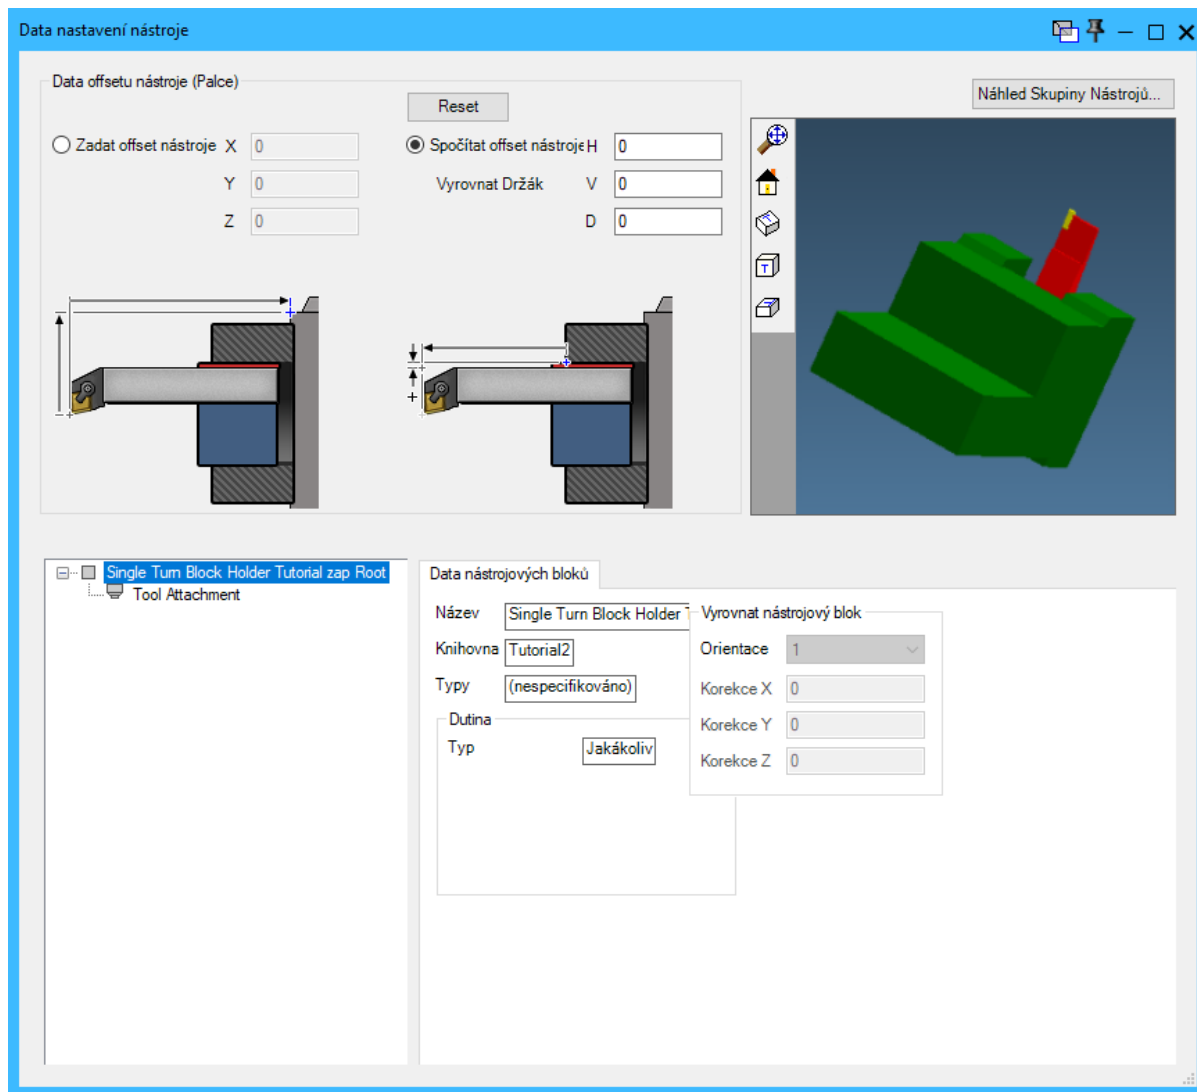 Data nastavení nástroje
Data offsetu nástroje (Palce)
Reset
Náhled Skupiny Nástrojů...
Zadat offset nástroje X 0
Spočítat offset nástroje H 0
Y 0
Vyrovnat Držák V 0
Z 0
D 0
T
Single Turn Block Holder Tutorial zap Root
Tool Attachment
Data nástrojových bloků
Název Single Turn Block Holder
Knihovna Tutorial2
Typy (nespecifikováno)
Dutina
Typ Jakákoliv
Vyrovnat nástrojový blok
Orientace 1
Korekce X 0
Korekce Y 0
Korekce Z 0